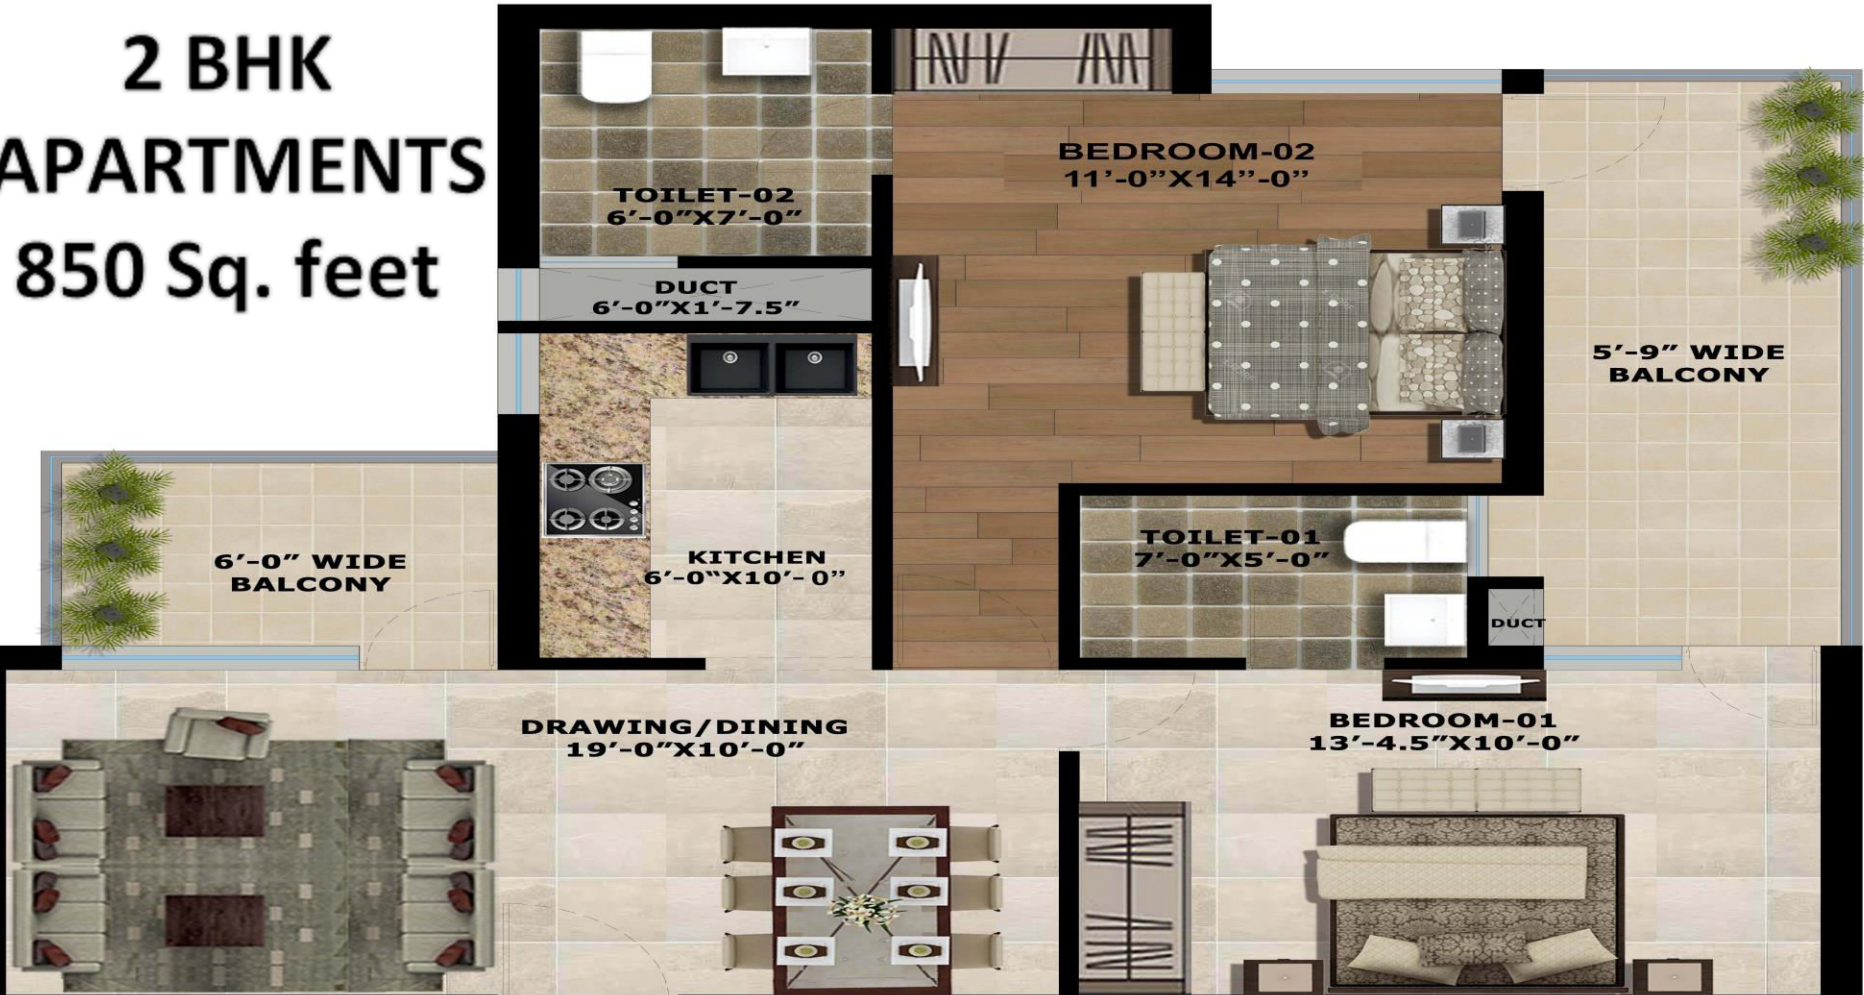 2 BHK
APARTMENTS
850 Sq. feet
TOILET-02
6'-0"X7'-0"
DUCT
6'-0"X1'-7.5"
BEDROOM-02
11'-0”X14”-0”
5'-9" WIDE
BALCONY
6'-0" WIDE
BALCONY
KITCHEN
6'-0"X10'-0"
TOILET-01
7'-0"X5'-0"
DUCT
DRAWING/DINING
19'-0"X10'-0"
BEDROOM-01
13'-4.5"X10'-0"